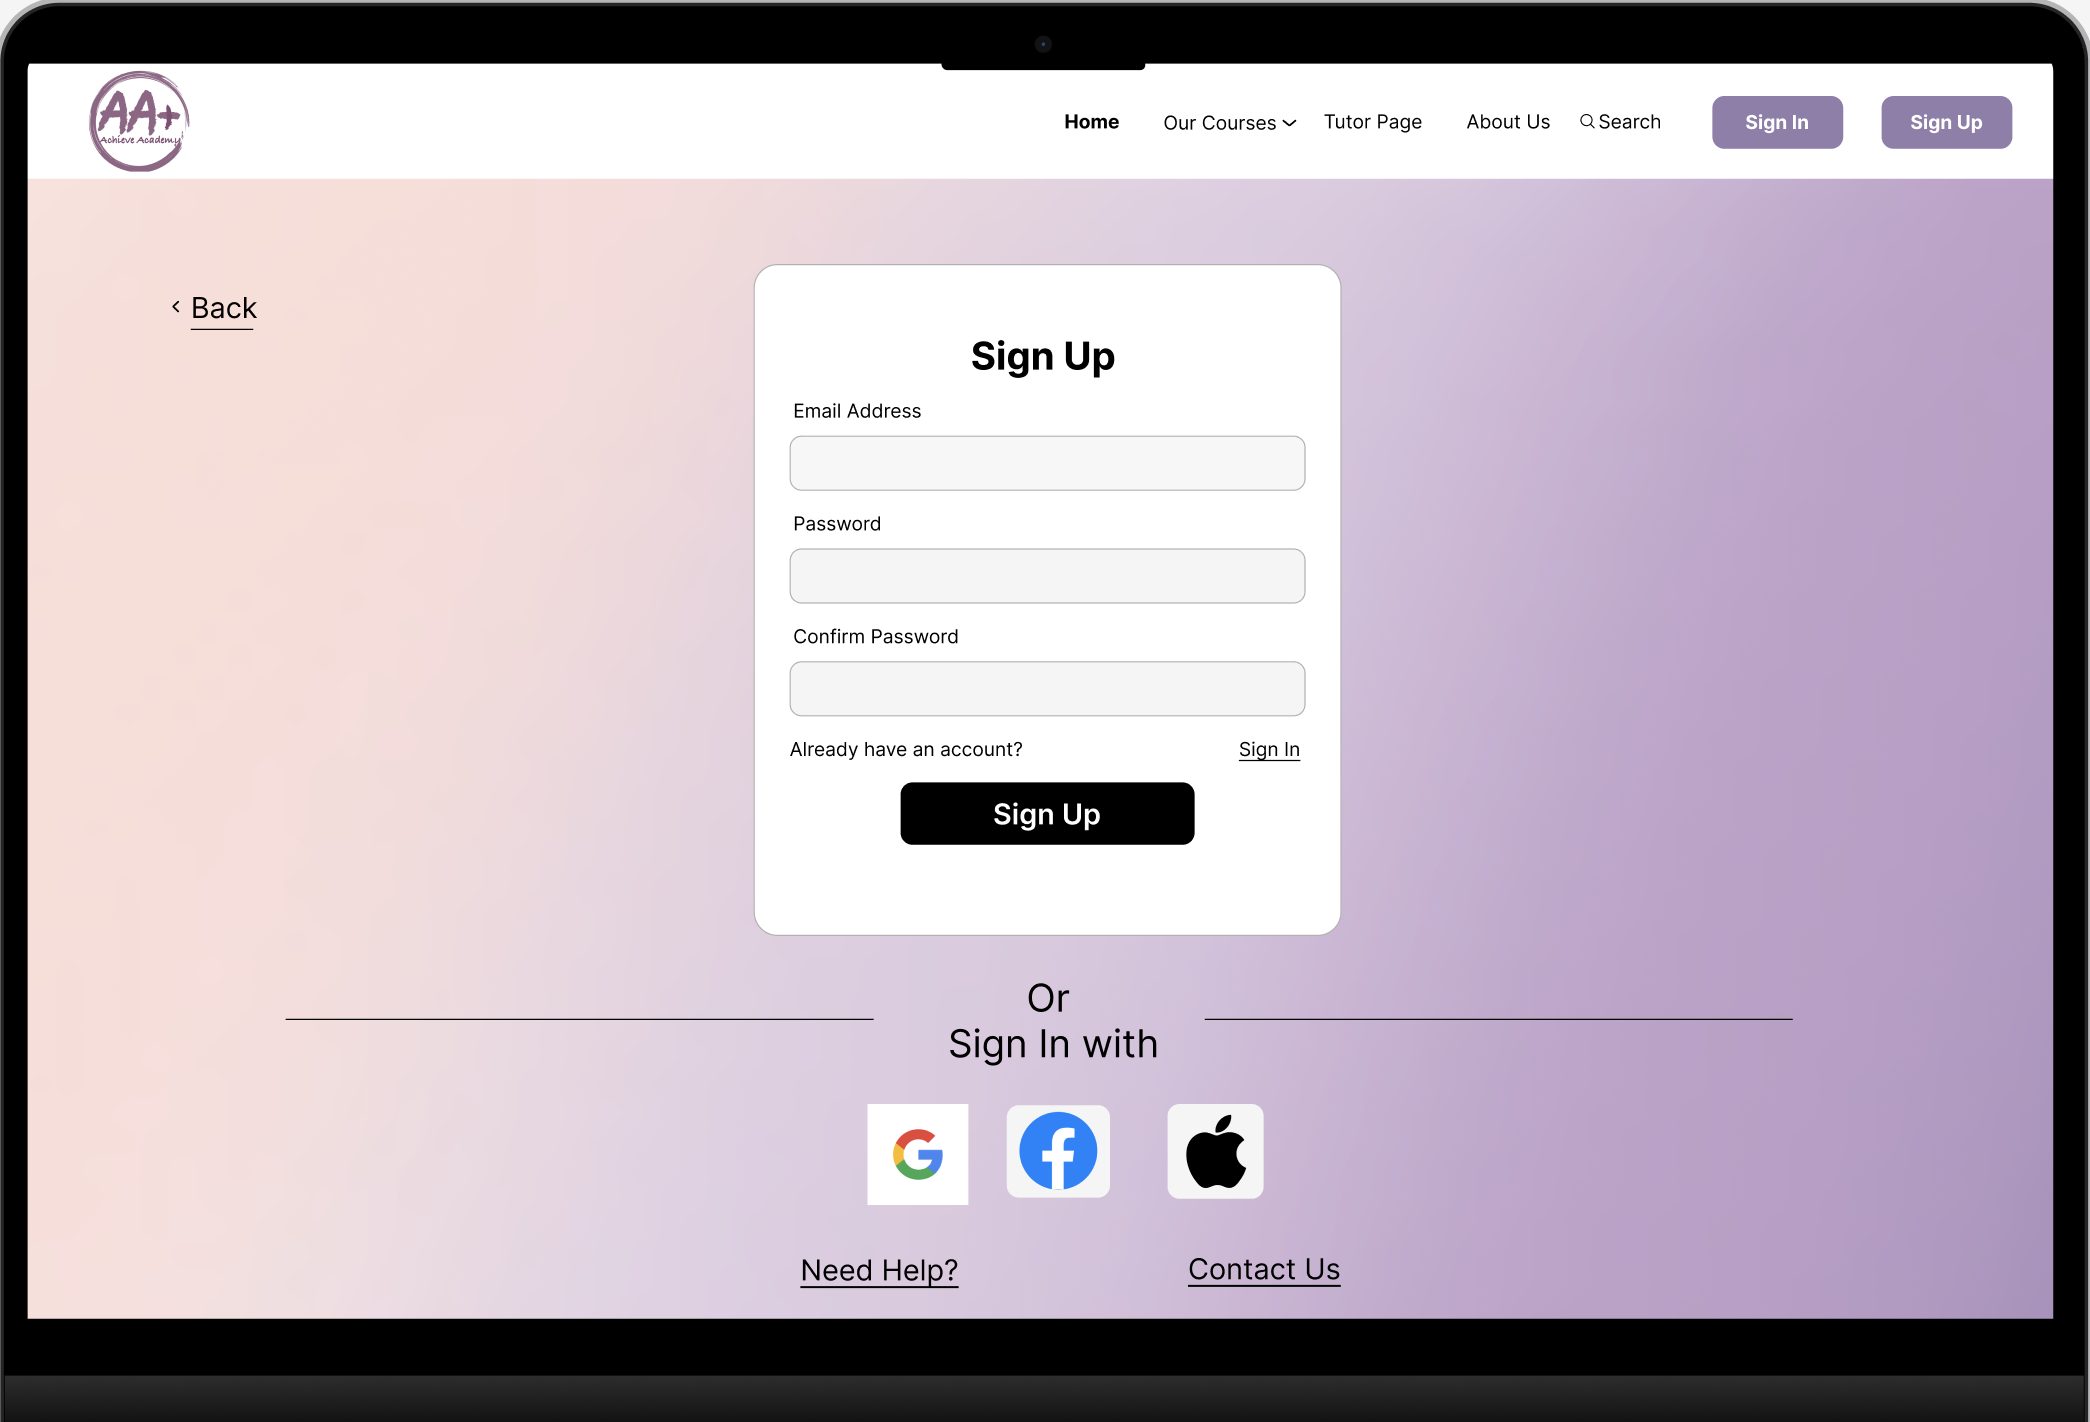 AA+
Achieve Academy
Home
Our Courses
Tutor Page
About Us
Search
Sign In
Sign Up
Back
Sign Up
Email Address
Password
Confirm Password
Already have an account?
Sign In
Sign Up
Or
Sign In with
Need Help?
Contact Us